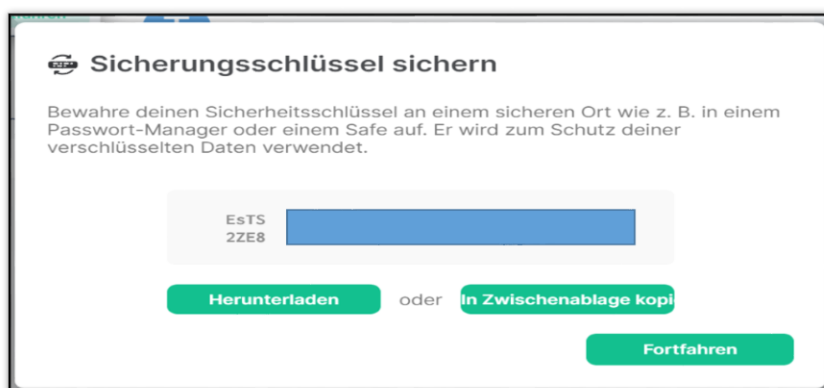 Sicherungsschlüssel sichern
Bewahre deinen Sicherheitsschlüssel an einem sicheren Ort wie z. B. in einem
Passwort-Manager oder einem Safe auf. Er wird zum Schutz deiner
verschlüsselten Daten verwendet.
EsTS
2ZE8
Herunterladen oder In Zwischenablage kopi
Fortfahren